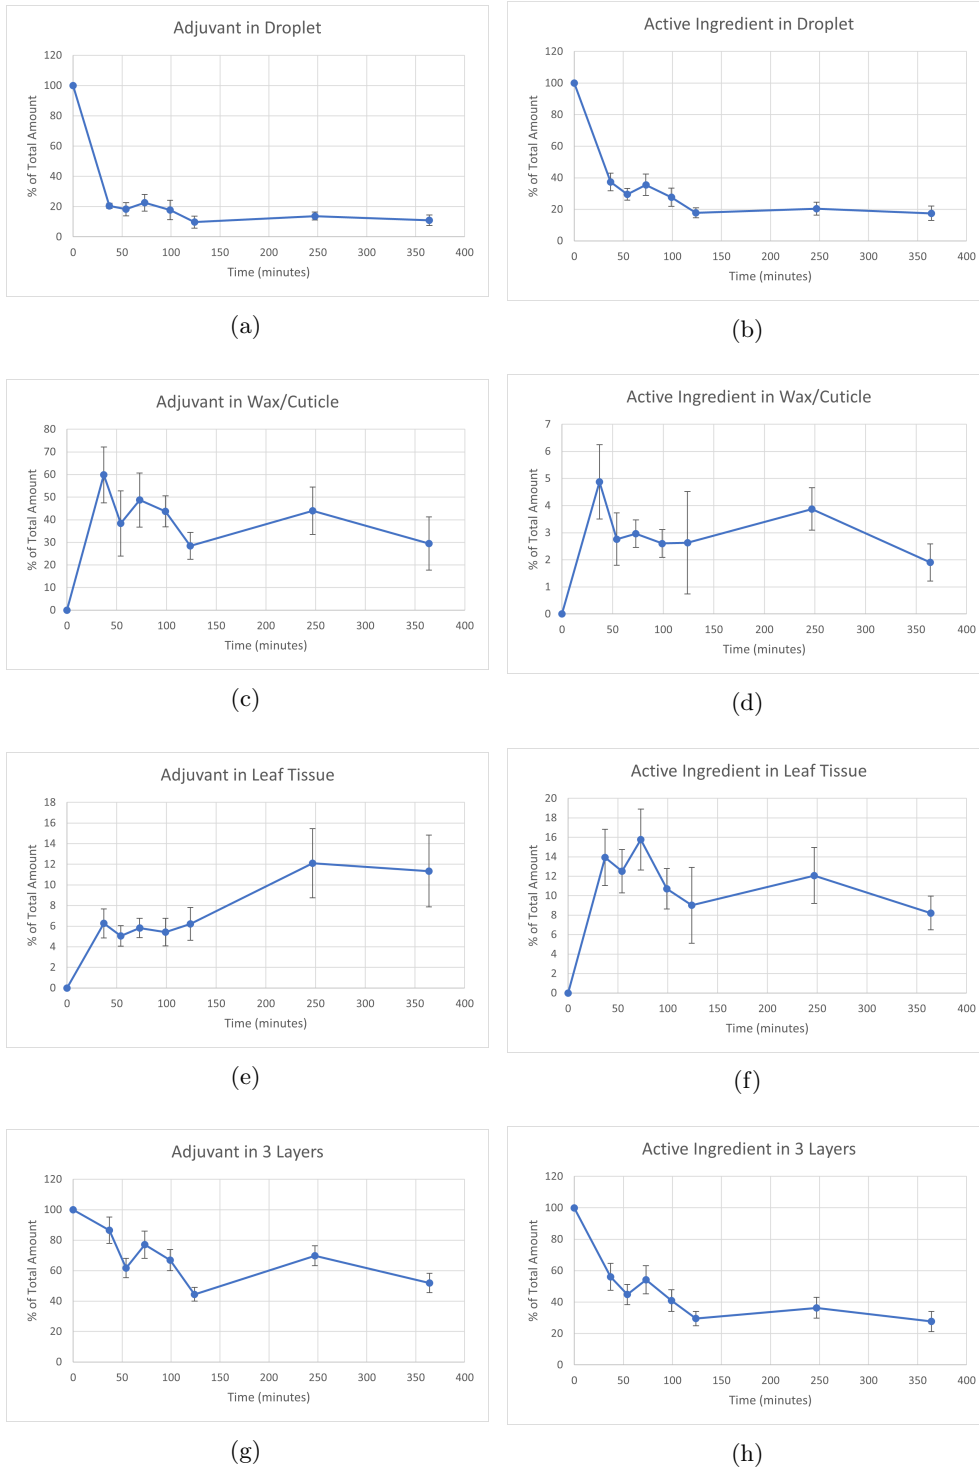 Adjuvant in Droplet
% of Total Amount
120
100
80
60
40
20
0
0 50 100 150 200 250 300 350 400
Time (minutes)
(a)
Active Ingredient in Droplet
% of Total Amount
120
100
80
60
40
20
0
0 50 100 150 200 250 300 350 400
Time (minutes)
(b)
Adjuvant in Wax/Cuticle
% of Total Amount
80
70
60
50
40
30
20
10
0
0 50 100 150 200 250 300 350 400
Time (minutes)
(c)
Active Ingredient in Wax/Cuticle
% of Total Amount
7
6
5
4
3
2
1
0
0 50 100 150 200 250 300 350 400
Time (minutes)
(d)
Adjuvant in Leaf Tissue
% of Total Amount
18
16
14
12
10
8
6
4
2
0
0 50 100 150 200 250 300 350 400
Time (minutes)
(e)
Active Ingredient in Leaf Tissue
% of Total Amount
20
18
16
14
12
10
8
6
4
2
0
0 50 100 150 200 250 300 350 400
Time (minutes)
(f)
Adjuvant in 3 Layers
% of Total Amount
120
100
80
60
40
20
0
0 50 100 150 200 250 300 350 400
Time (minutes)
(g)
Active Ingredient in 3 Layers
% of Total Amount
120
100
80
60
40
20
0
0 50 100 150 200 250 300 350 400
Time (minutes)
(h)